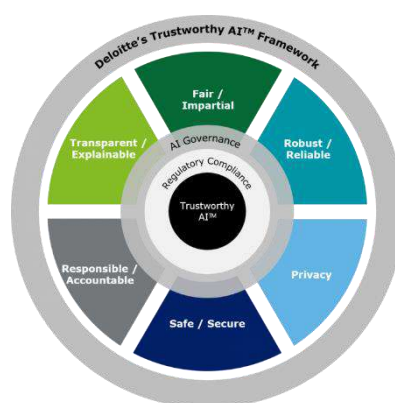 Deloitte's Trustworthy AI™ Framework
Fair /
Impartial
Transparent /
Explainable
AI Governance
Robust /
Reliable
Regulatory Compliance
Trustworthy
AI™
Responsible /
Accountable
Privacy
Safe / Secure